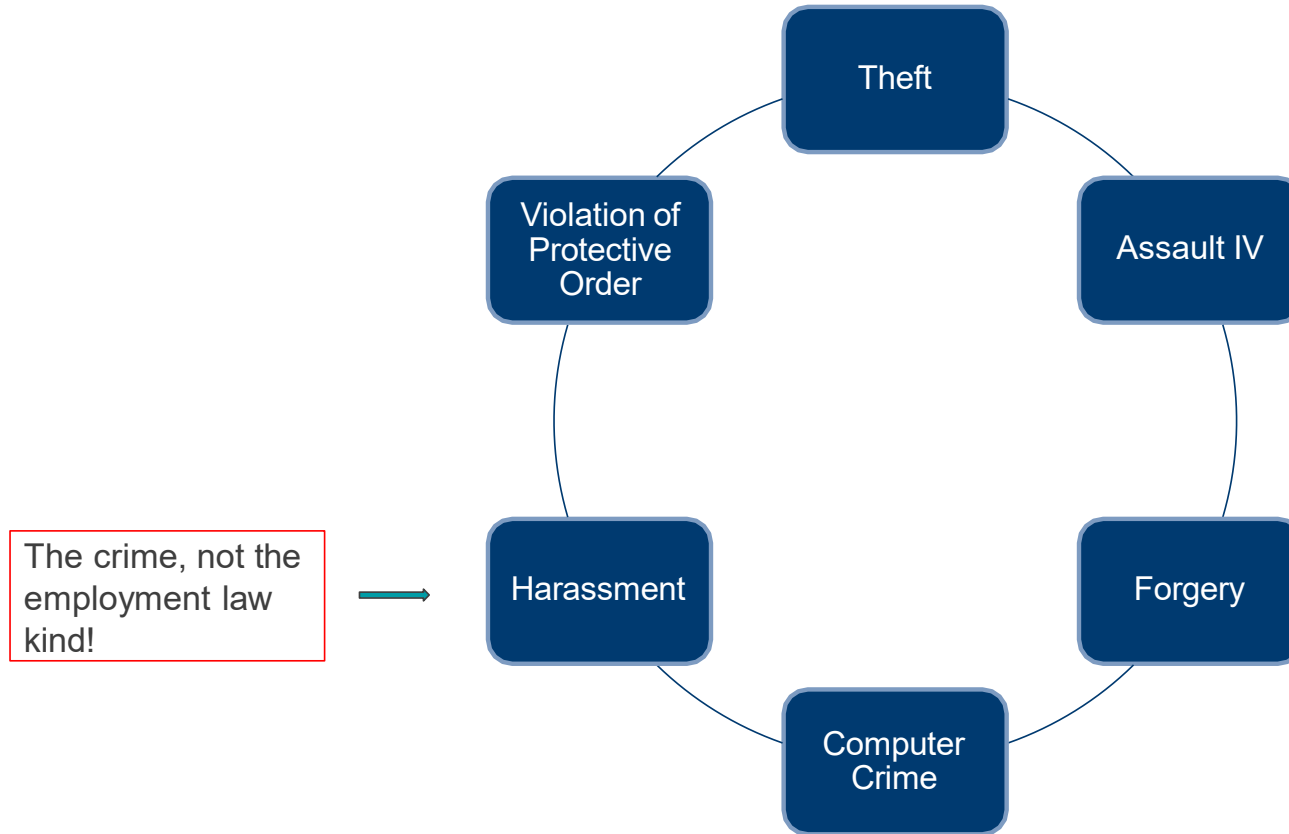 Theft
Violation of
Protective
Order
Assault IV
The crime, not the
employment law
kind!
Harassment
Forgery
Computer
Crime